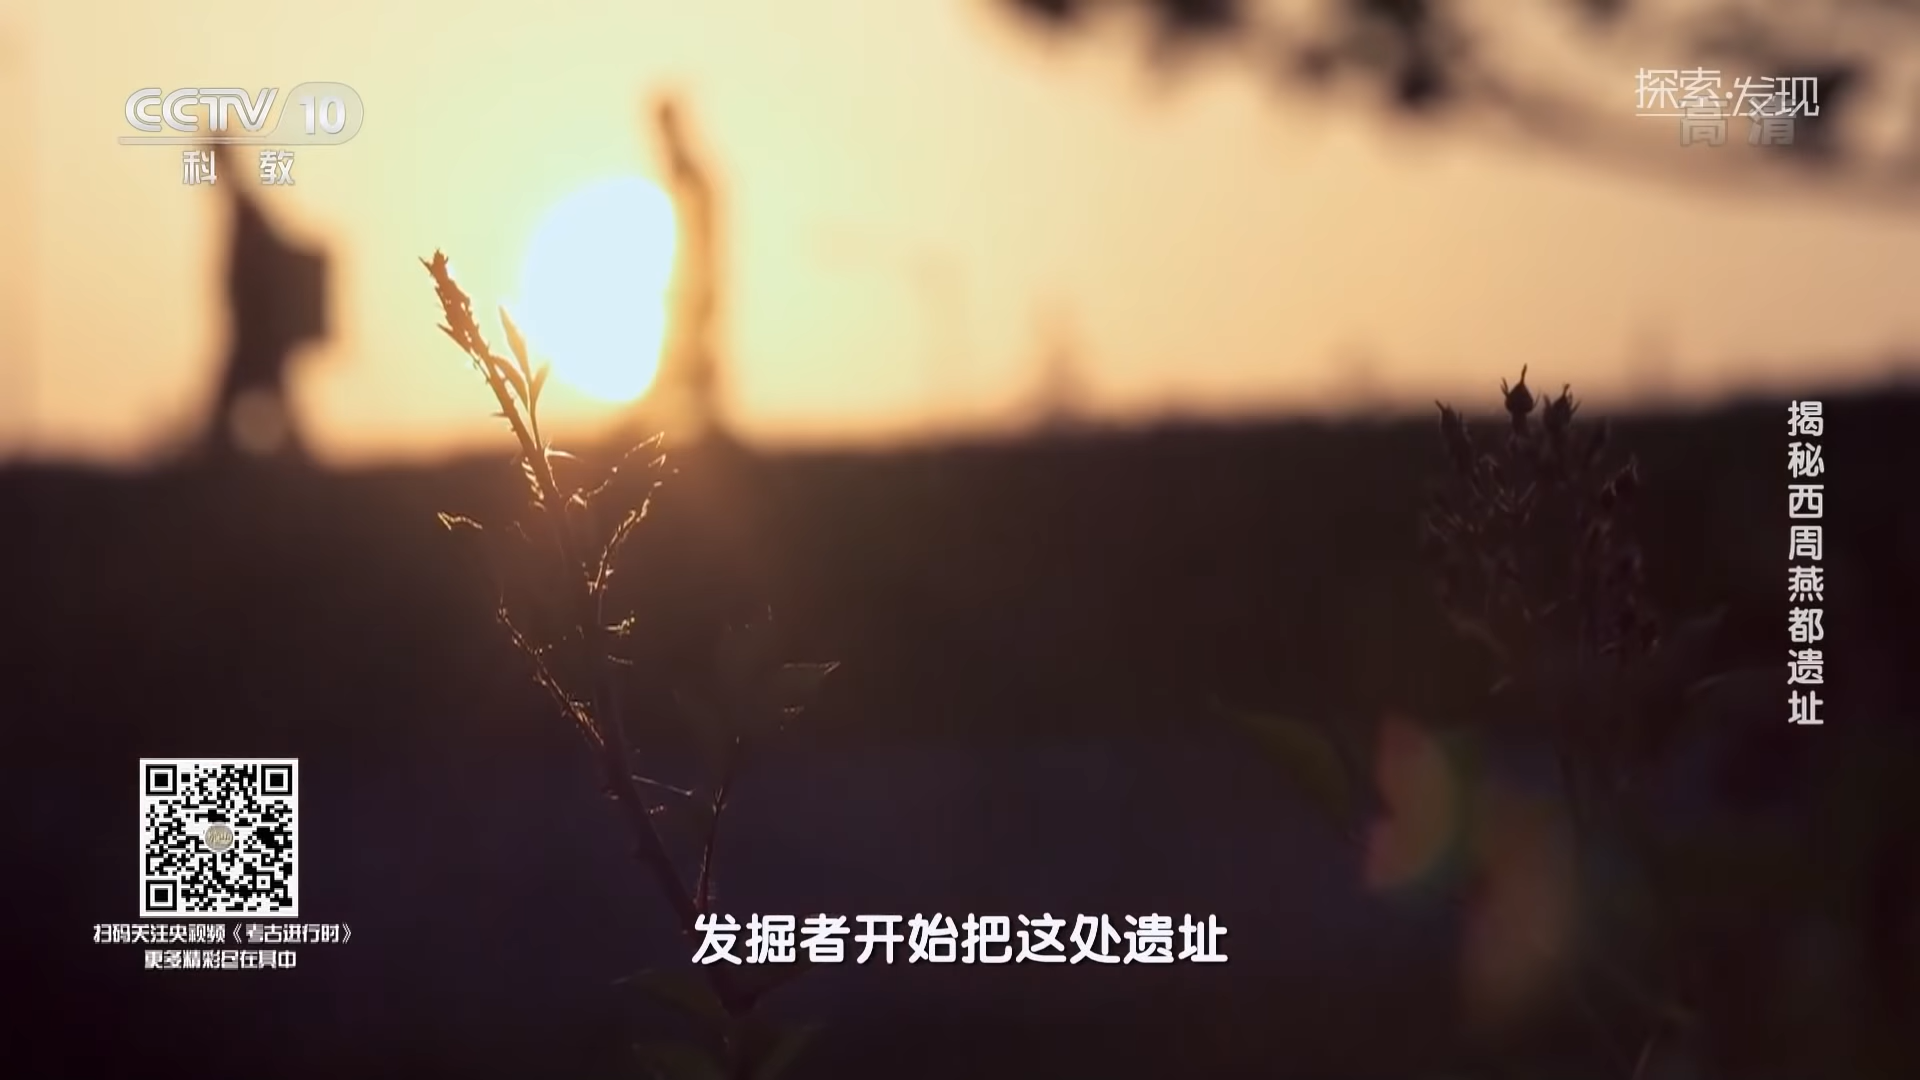 CCTV 10
科 教
探索·发现
高 清
揭秘西周燕都遗址
扫码关注央视频《考古进行时》
更多精彩尽在其中
发掘者开始把这处遗址